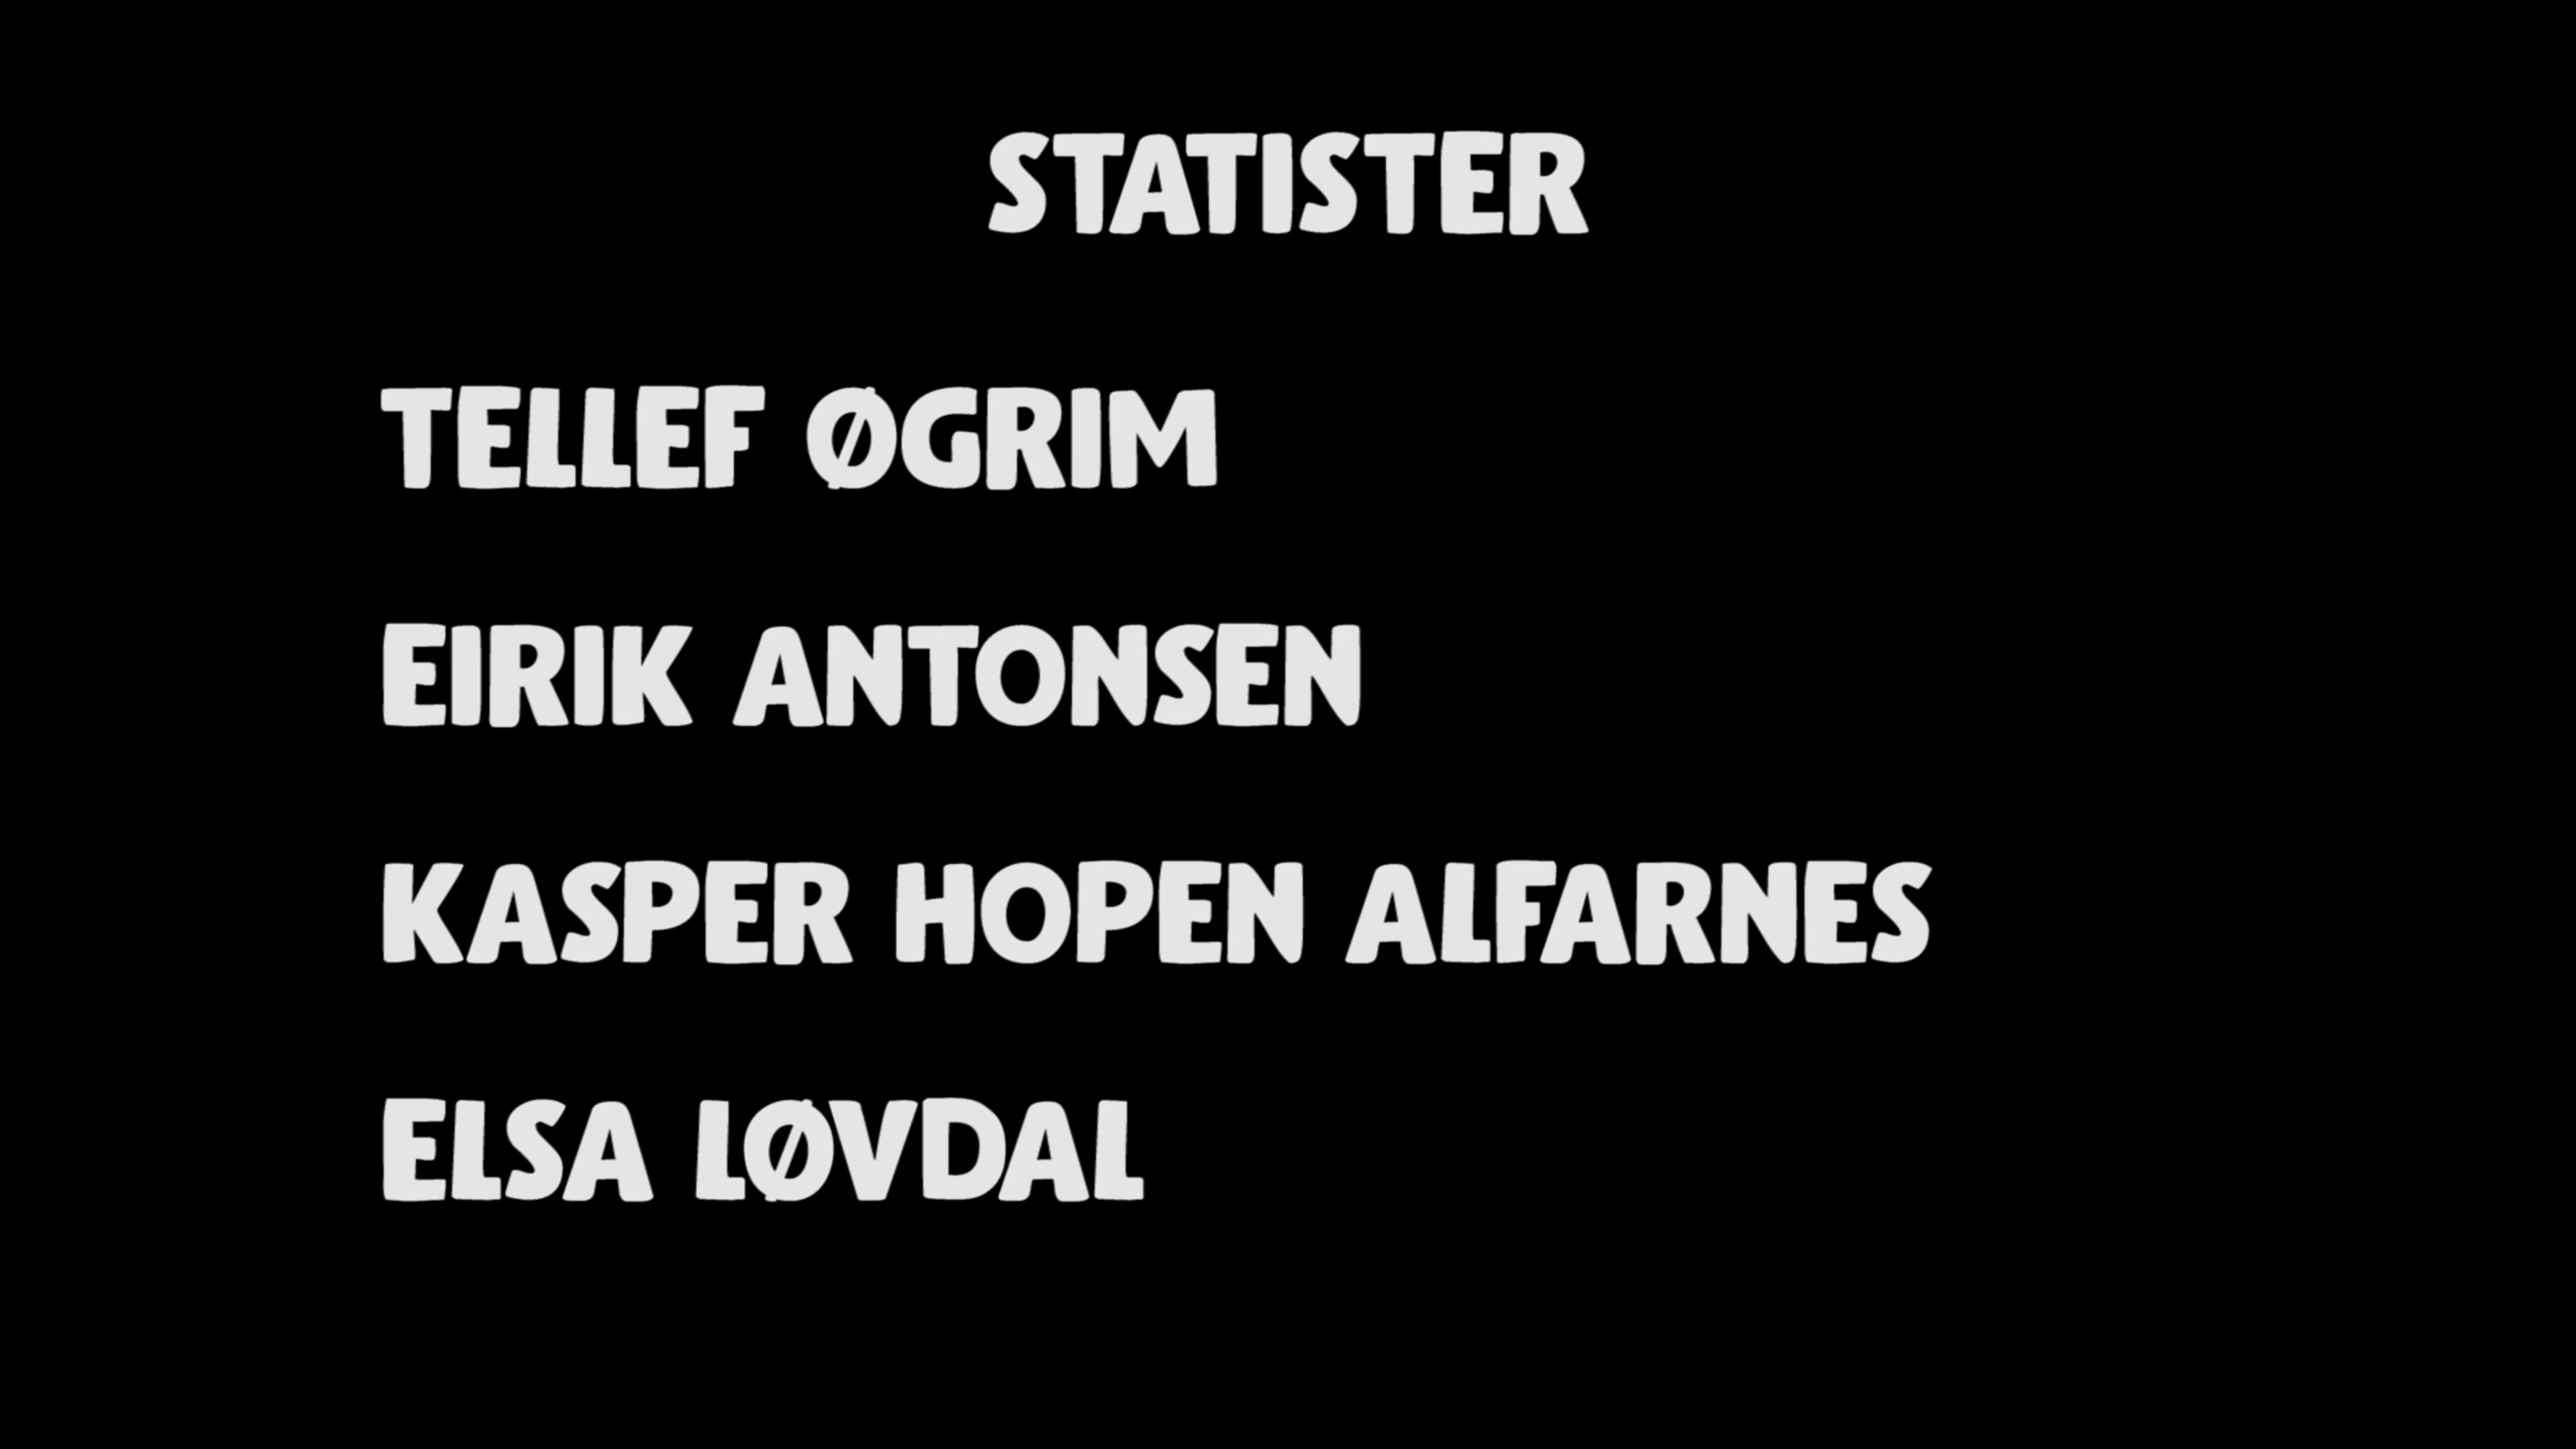 STATISTER
TELLEF ØGRIM
EIRIK ANTONSEN
KASPER HOPEN ALFARNES
ELSA LØVDAL